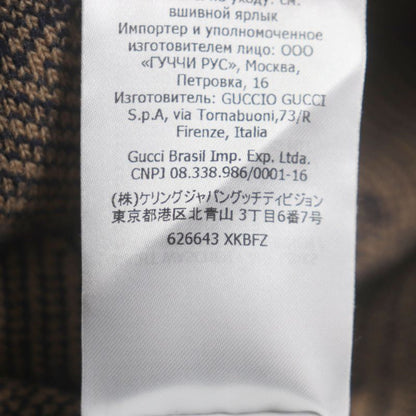 по уходу: см.
вшивной ярлык
Импортер и уполномоченное
изготовителем лицо: ООО
«ГУЧЧИ РУС», Москва,
Петровка, 16
Изготовитель: GUCCIO GUCCI
S.p.A, via Tornabuoni,73/R
Firenze, Italia
Gucci Brasil Imp. Exp. Ltda.
CNPJ 08.338.986/0001-16
(株)ケリングジャパングッチディビジョン
東京都港区北青山 3丁目6番7号
626643 XKBFZ